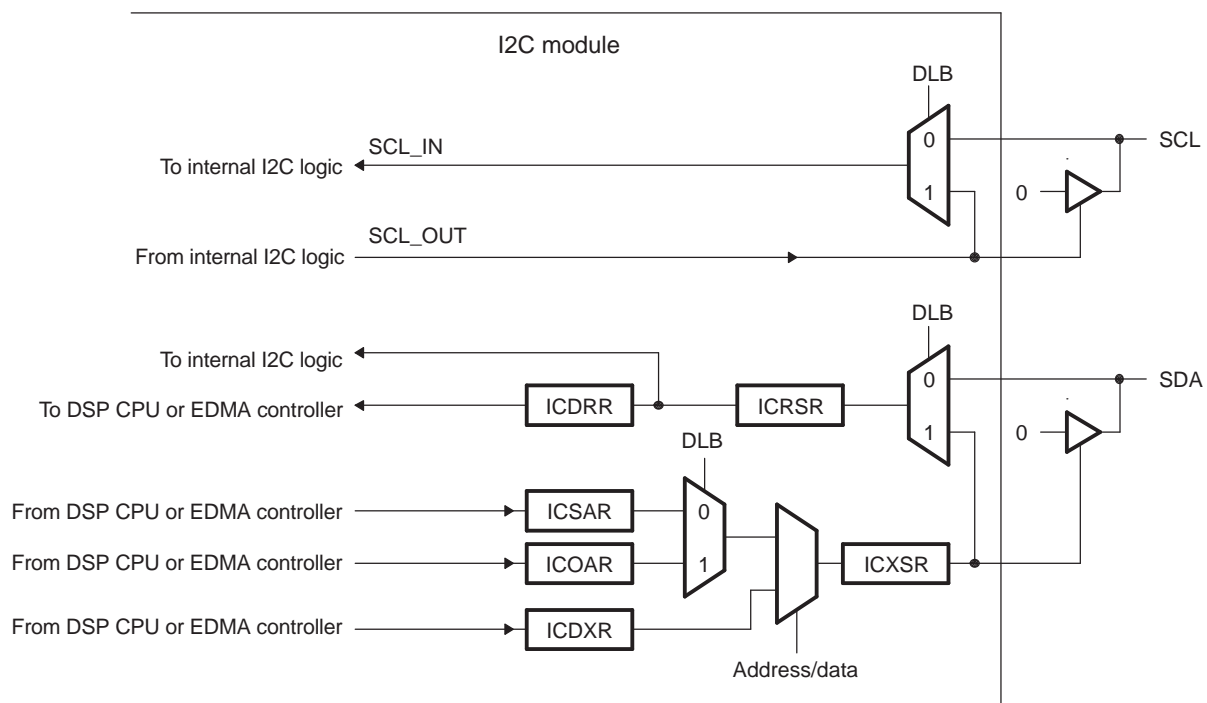 I2C module
DLB
0
SCL
SCL_IN
To internal I2C logic
1
0
SCL_OUT
From internal I2C logic
DLB
To internal I2C logic
0
SDA
To DSP CPU or EDMA controller
ICDRR
ICRSR
1
0
DLB
From DSP CPU or EDMA controller
ICSAR
0
From DSP CPU or EDMA controller
ICOAR
1
ICXSR
From DSP CPU or EDMA controller
ICDXR
Address/data